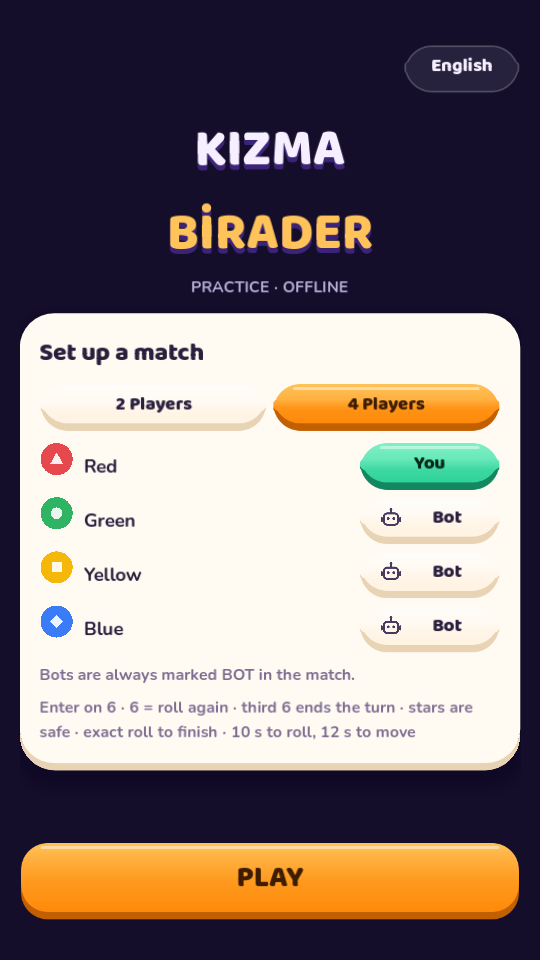 English
KIZMA
BİRADER
PRACTICE · OFFLINE
Set up a match
2 Players
4 Players
Red
You
Green
Bot
Yellow
Bot
Blue
Bot
Bots are always marked BOT in the match.
Enter on 6 · 6 = roll again · third 6 ends the turn · stars are
safe · exact roll to finish · 10 s to roll, 12 s to move
PLAY